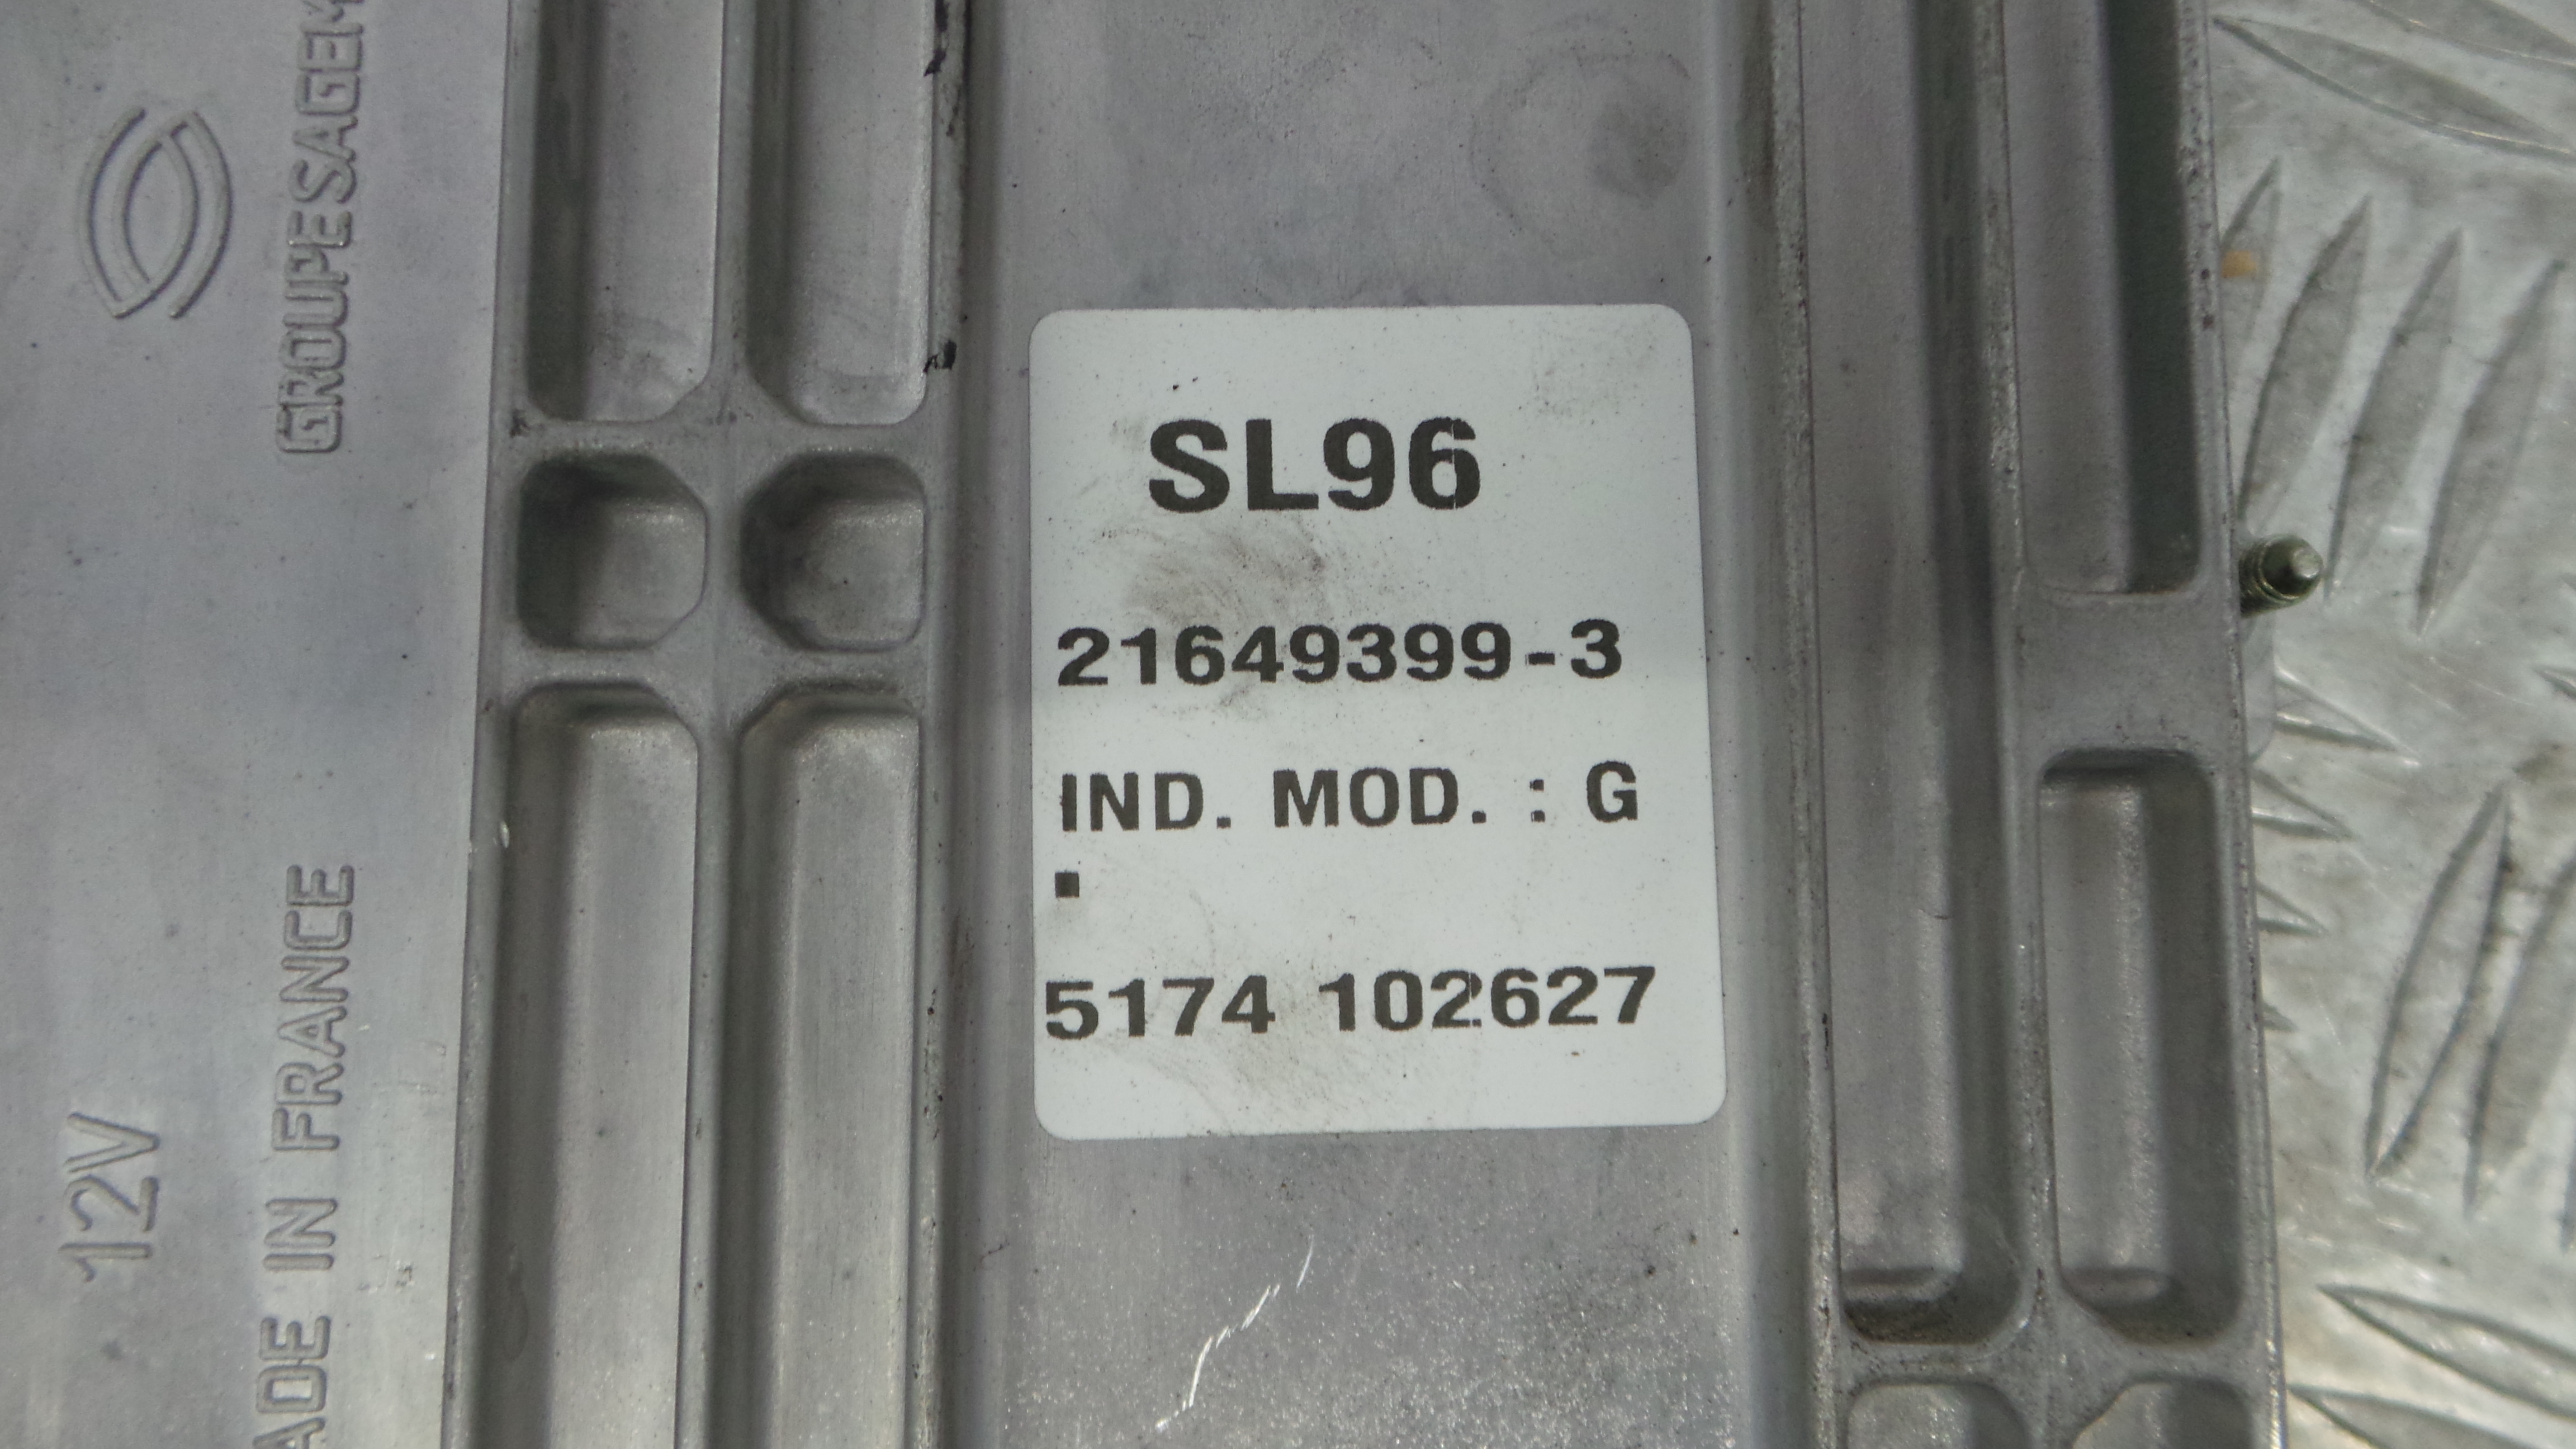 GROUPE SAGEM
12V
ADE IN FRANCE
SL96
21649399-3
IND. MOD. : G
5174 102627